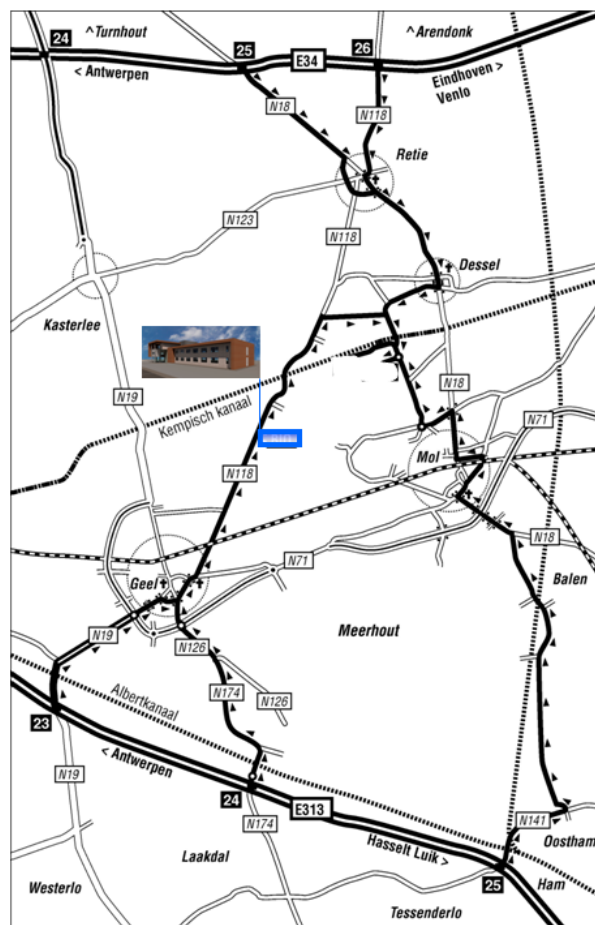 24
^Turnhout
25
26
^Arendonk
E34
< Antwerpen
Eindhoven >
Venlo
N18
N118
Retie
N123
N118
Dessel
Kasterlee
N19
Kempisch kanaal
N18
N71
Mol
N118
N71
N18
Geel
Balen
N19
N126
Meerhout
N174
N126
Albertkanaal
23
< Antwerpen
N19
24
E313
N174
N141
Oostham
Hasselt Luik >
Laakdal
25
Ham
Westerlo
Tessenderlo